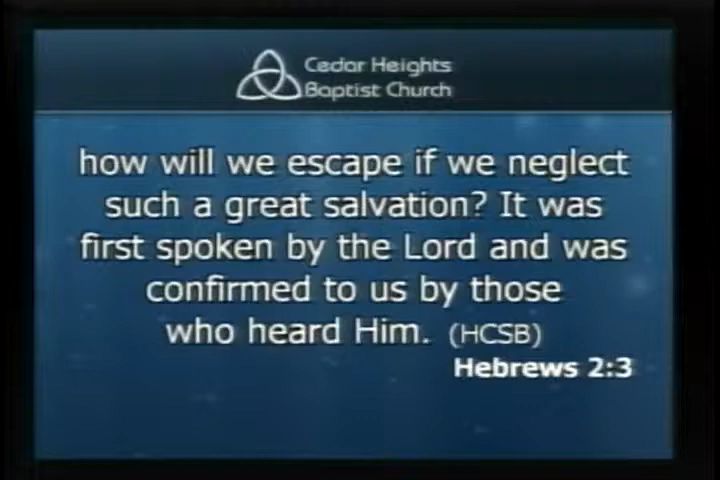 Cedar Heights
Baptist Church
how will we escape if we neglect
such a great salvation? It was
first spoken by the Lord and was
confirmed to us by those
who heard Him. (HCSB)
Hebrews 2:3